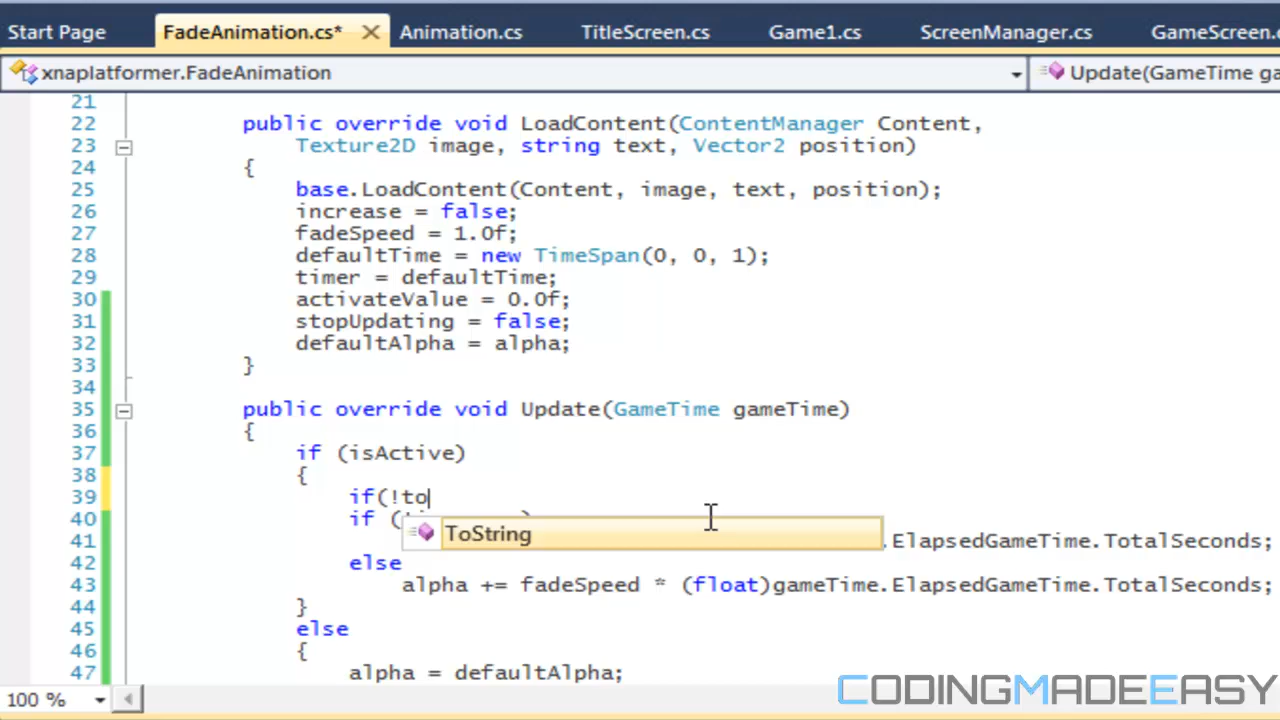 Start Page FadeAnimation.cs* Animation.cs TitleScreen.cs Game1.cs ScreenManager.cs GameScreen.c
xnaplatformer.FadeAnimation Update(GameTime ga
21
22 public override void LoadContent(ContentManager Content,
23 Texture2D image, string text, Vector2 position)
24 {
25 base.LoadContent(Content, image, text, position);
26 increase = false;
27 fadeSpeed = 1.0f;
28 defaultTime = new TimeSpan(0, 0, 1);
29 timer = defaultTime;
30 activateValue = 0.0f;
31 stopUpdating = false;
32 defaultAlpha = alpha;
33 }
34
35 public override void Update(GameTime gameTime)
36 {
37 if (isActive)
38 {
39 if(!to
40 if (
ToString
41 .ElapsedGameTime.TotalSeconds;
42 else
43 alpha += fadeSpeed * (float)gameTime.ElapsedGameTime.TotalSeconds;
44 }
45 else
46 {
47 alpha = defaultAlpha;
100 %
CODINGMADEEASY